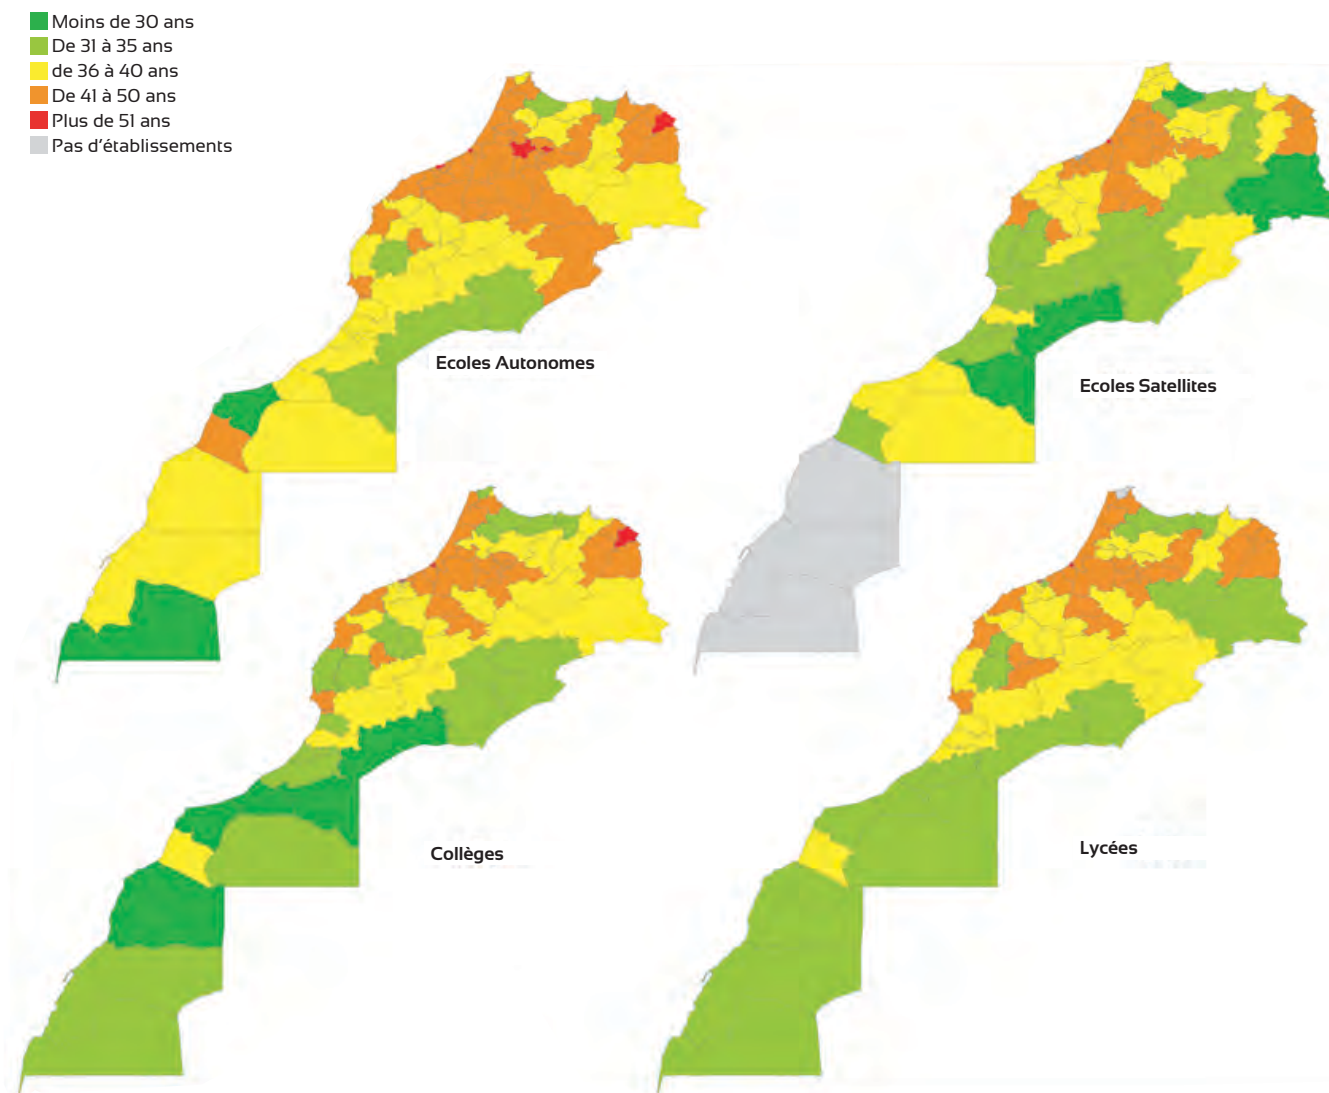 Moins de 30 ans
De 31 à 35 ans
de 36 à 40 ans
De 41 à 50 ans
Plus de 51 ans
Pas d'établissements
Ecoles Autonomes
Ecoles Satellites
Collèges
Lycées